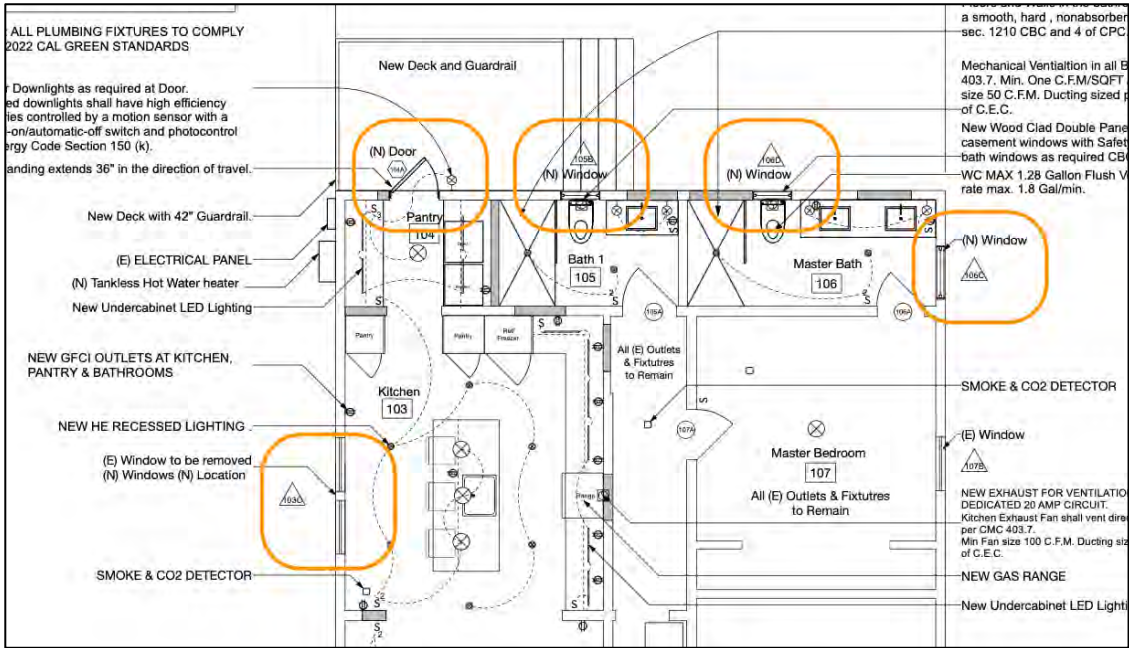 ALL PLUMBING FIXTURES TO COMPLY
2022 CAL GREEN STANDARDS
Downlights as required at Door.
ed downlights shall have high efficiency
ies controlled by a motion sensor with a
-on/automatic-off switch and photocontrol
ergy Code Section 150 (k).
anding extends 36" in the direction of travel.
New Deck with 42" Guardrail.
(E) ELECTRICAL PANEL
(N) Tankless Hot Water heater
New Undercabinet LED Lighting
NEW GFCI OUTLETS AT KITCHEN,
PANTRY & BATHROOMS
NEW HE RECESSED LIGHTING
(E) Window to be removed
(N) Windows (N) Location
103C
SMOKE & CO2 DETECTOR
New Deck and Guardrail
(N) Door
104A
Pantry
104
105B
(N) Window
Bath 1
105
106D
(N) Window
Master Bath
106
105A
106A
Pantry
Pantry
Ref/
Freezer
Kitchen
103
Range
All (E) Outlets
& Fixtutres
to Remain
107A
Master Bedroom
107
All (E) Outlets & Fixtutres
to Remain
a smooth, hard , nonabsorber
sec. 1210 CBC and 4 of CPC.
Mechanical Ventialtion in all B
403.7. Min. One C.F.M/SQFT
size 50 C.F.M. Ducting sized p
of C.E.C.
New Wood Clad Double Pane
casement windows with Safet
bath windows as required CB
WC MAX 1.28 Gallon Flush V
rate max. 1.8 Gal/min.
(N) Window
106C
SMOKE & CO2 DETECTOR
(E) Window
107B
NEW EXHAUST FOR VENTILATIO
DEDICATED 20 AMP CIRCUIT.
Kitchen Exhaust Fan shall vent direc
per CMC 403.7.
Min Fan size 100 C.F.M. Ducting siz
of C.E.C.
NEW GAS RANGE
New Undercabinet LED Lighti
S
S
S
S
S
S
S
S
S
2
S
2
S
3
S
2
S
2